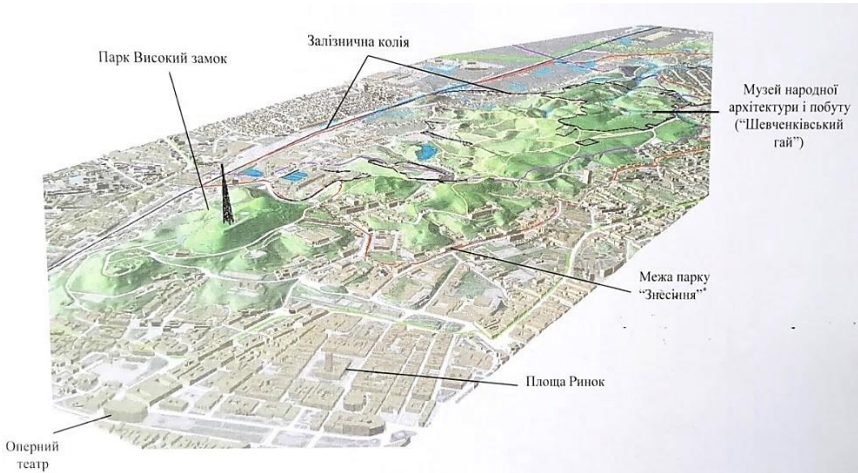 Парк Високий замок
Залізнична колія
Музей народної
архітектури і побуту
(“Шевченківський
гай”)
Межа парку
“Знесіння”
Площа Ринок
Оперний
театр